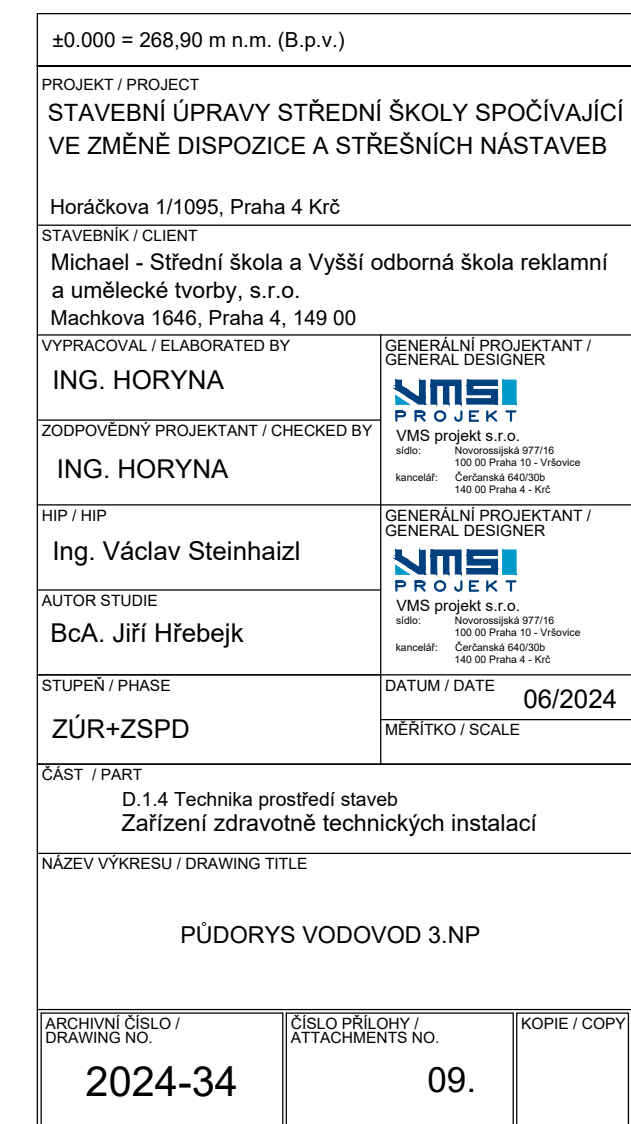 ±0.000 = 268,90 m n.m. (B.p.v.)
PROJEKT / PROJECT
STAVEBNÍ ÚPRAVY STŘEDNÍ ŠKOLY SPOČÍVAJÍCÍ
VE ZMĚNĚ DISPOZICE A STŘEŠNÍCH NÁSTAVEB
Horáčkova 1/1095, Praha 4 Krč
STAVEBNÍK / CLIENT
Michael - Střední škola a Vyšší odborná škola reklamní
a umělecké tvorby, s.r.o.
Machkova 1646, Praha 4, 149 00
VYPRACOVAL / ELABORATED BY
ING. HORYNA
GENERÁLNÍ PROJEKTANT /
GENERAL DESIGNER
VMS
PROJEKT
VMS projekt s.r.o.
sídlo: Novorossijská 977/16
100 00 Praha 10 - Vršovice
kancelář: Čerčanská 640/30b
140 00 Praha 4 - Krč
ZODPOVĚDNÝ PROJEKTANT / CHECKED BY
ING. HORYNA
HIP / HIP
Ing. Václav Steinhaizl
GENERÁLNÍ PROJEKTANT /
GENERAL DESIGNER
VMS
PROJEKT
VMS projekt s.r.o.
sídlo: Novorossijská 977/16
100 00 Praha 10 - Vršovice
kancelář: Čerčanská 640/30b
140 00 Praha 4 - Krč
AUTOR STUDIE
BcA. Jiří Hřebejk
STUPEŇ / PHASE
ZÚR+ZSPD
DATUM / DATE
06/2024
MĚŘÍTKO / SCALE
ČÁST / PART
D.1.4 Technika prostředí staveb
Zařízení zdravotně technických instalací
NÁZEV VÝKRESU / DRAWING TITLE
PŮDORYS VODOVOD 3.NP
ARCHIVNÍ ČÍSLO /
DRAWING NO.
2024-34
ČÍSLO PŘÍLOHY /
ATTACHMENTS NO.
09.
KOPIE / COPY